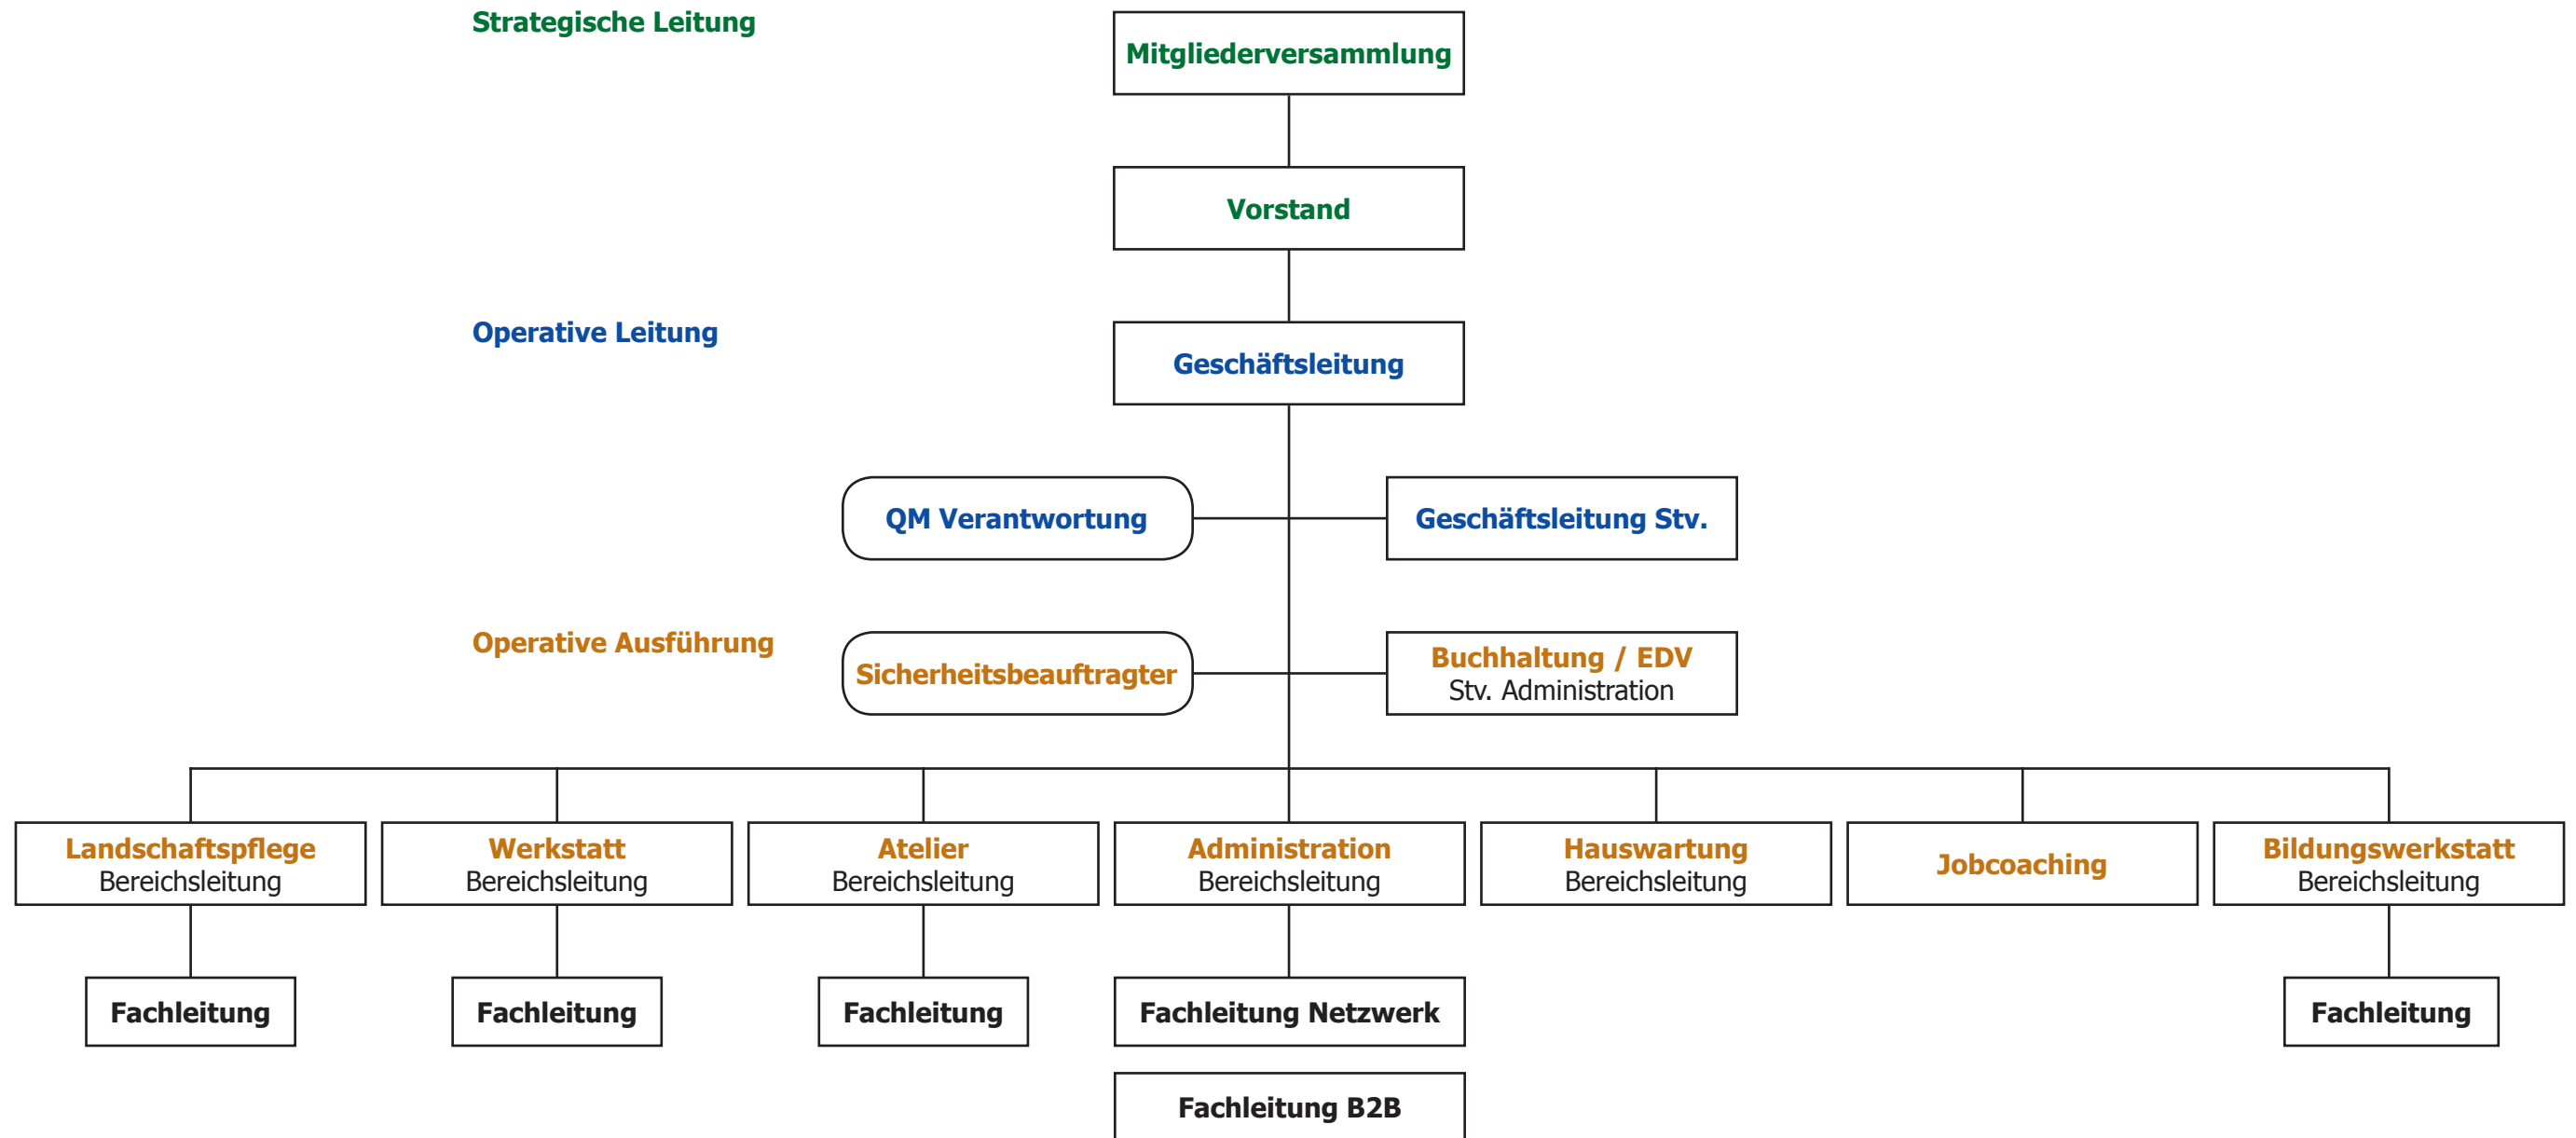 Strategische Leitung
Mitgliederversammlung
Vorstand
Operative Leitung
Geschäftsleitung
QM Verantwortung
Geschäftsleitung Stv.
Operative Ausführung
Sicherheitsbeauftragter
Buchhaltung / EDV
Stv. Administration
Landschaftspflege
Bereichsleitung
Werkstatt
Bereichsleitung
Atelier
Bereichsleitung
Administration
Bereichsleitung
Hauswartung
Bereichsleitung
Jobcoaching
Bildungswerkstatt
Bereichsleitung
Fachleitung
Fachleitung
Fachleitung
Fachleitung Netzwerk
Fachleitung
Fachleitung B2B